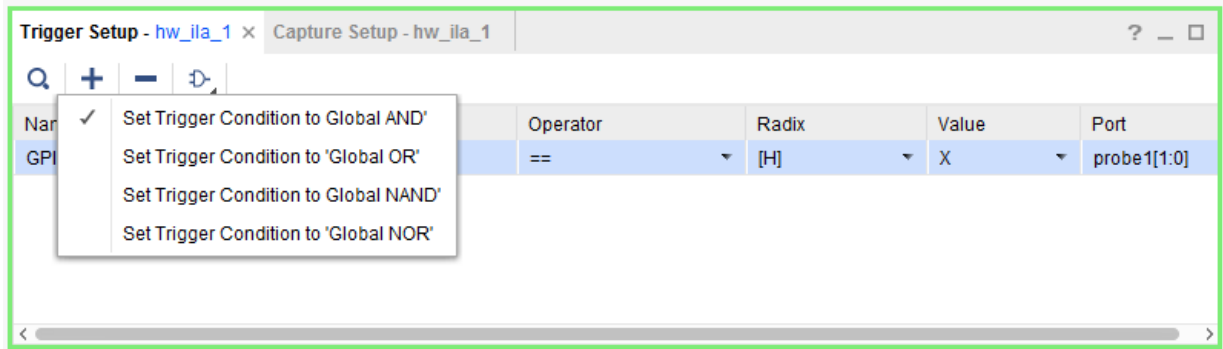 Trigger Setup - hw_ila_1 × Capture Setup - hw_ila_1 ?
Nar Operator Radix Value Port
GPI == [H] X probe1[1:0]
✓ Set Trigger Condition to Global AND'
Set Trigger Condition to 'Global OR'
Set Trigger Condition to Global NAND'
Set Trigger Condition to 'Global NOR'